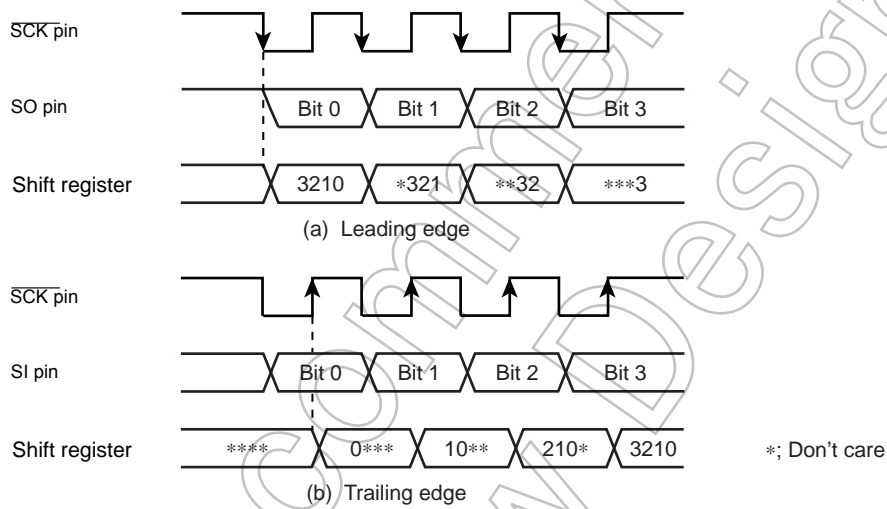 SCK pin
SO pin
Bit 0 Bit 1 Bit 2 Bit 3
Shift register
3210 *321 **32 ***3
(a) Leading edge
SCK pin
SI pin
Bit 0 Bit 1 Bit 2 Bit 3
Shift register
**** 0*** 10** 210* 3210
*; Don't care
(b) Trailing edge